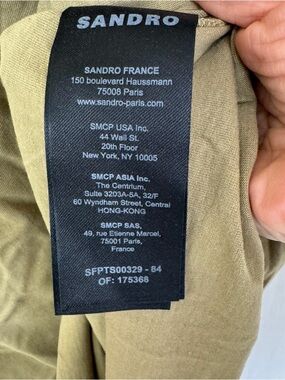 SANDRO
SANDRO FRANCE
150 boulevard Haussmann
75008 Paris
www.sandro-paris.com
SMCP USA Inc.
44 Wall St.
20th Floor
New York, NY 10005
SMCP ASIA Inc.
The Centrium,
Suite 3203A-5A, 32/F
60 Wyndham Street, Central
HONG-KONG
SMCP SAS.
49, rue Etienne Marcel,
75001 Paris,
France
SFPTS00329 - 84
OF: 175368